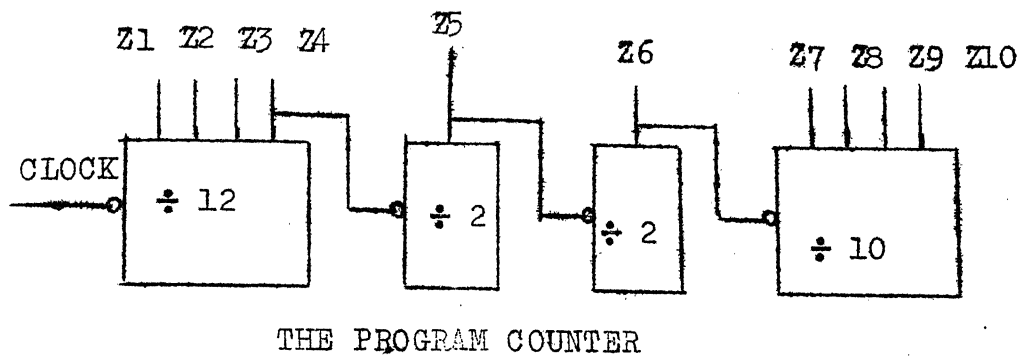 Z1 Z2 Z3 Z4 Z5 Z6 Z7 Z8 Z9 Z10
CLOCK
÷ 12
÷ 2
÷ 2
÷ 10
THE PROGRAM COUNTER